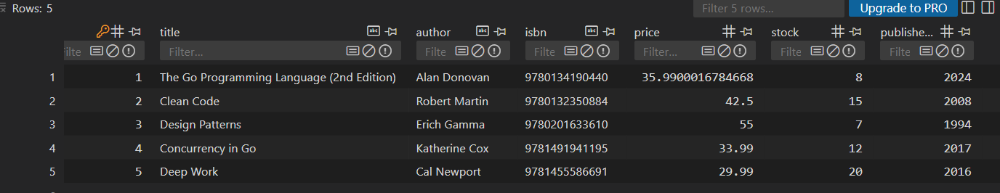 Rows: 5 Filter 5 rows... Upgrade to PRO
title author isbn price stock publishe...
Filte Filter... Filte Filte Filter... Filte Filte
1 1 The Go Programming Language (2nd Edition) Alan Donovan 9780134190440 35.9900016784668 8 2024
2 2 Clean Code Robert Martin 9780132350884 42.5 15 2008
3 3 Design Patterns Erich Gamma 9780201633610 55 7 1994
4 4 Concurrency in Go Katherine Cox 9781491941195 33.99 12 2017
5 5 Deep Work Cal Newport 9781455586691 29.99 20 2016